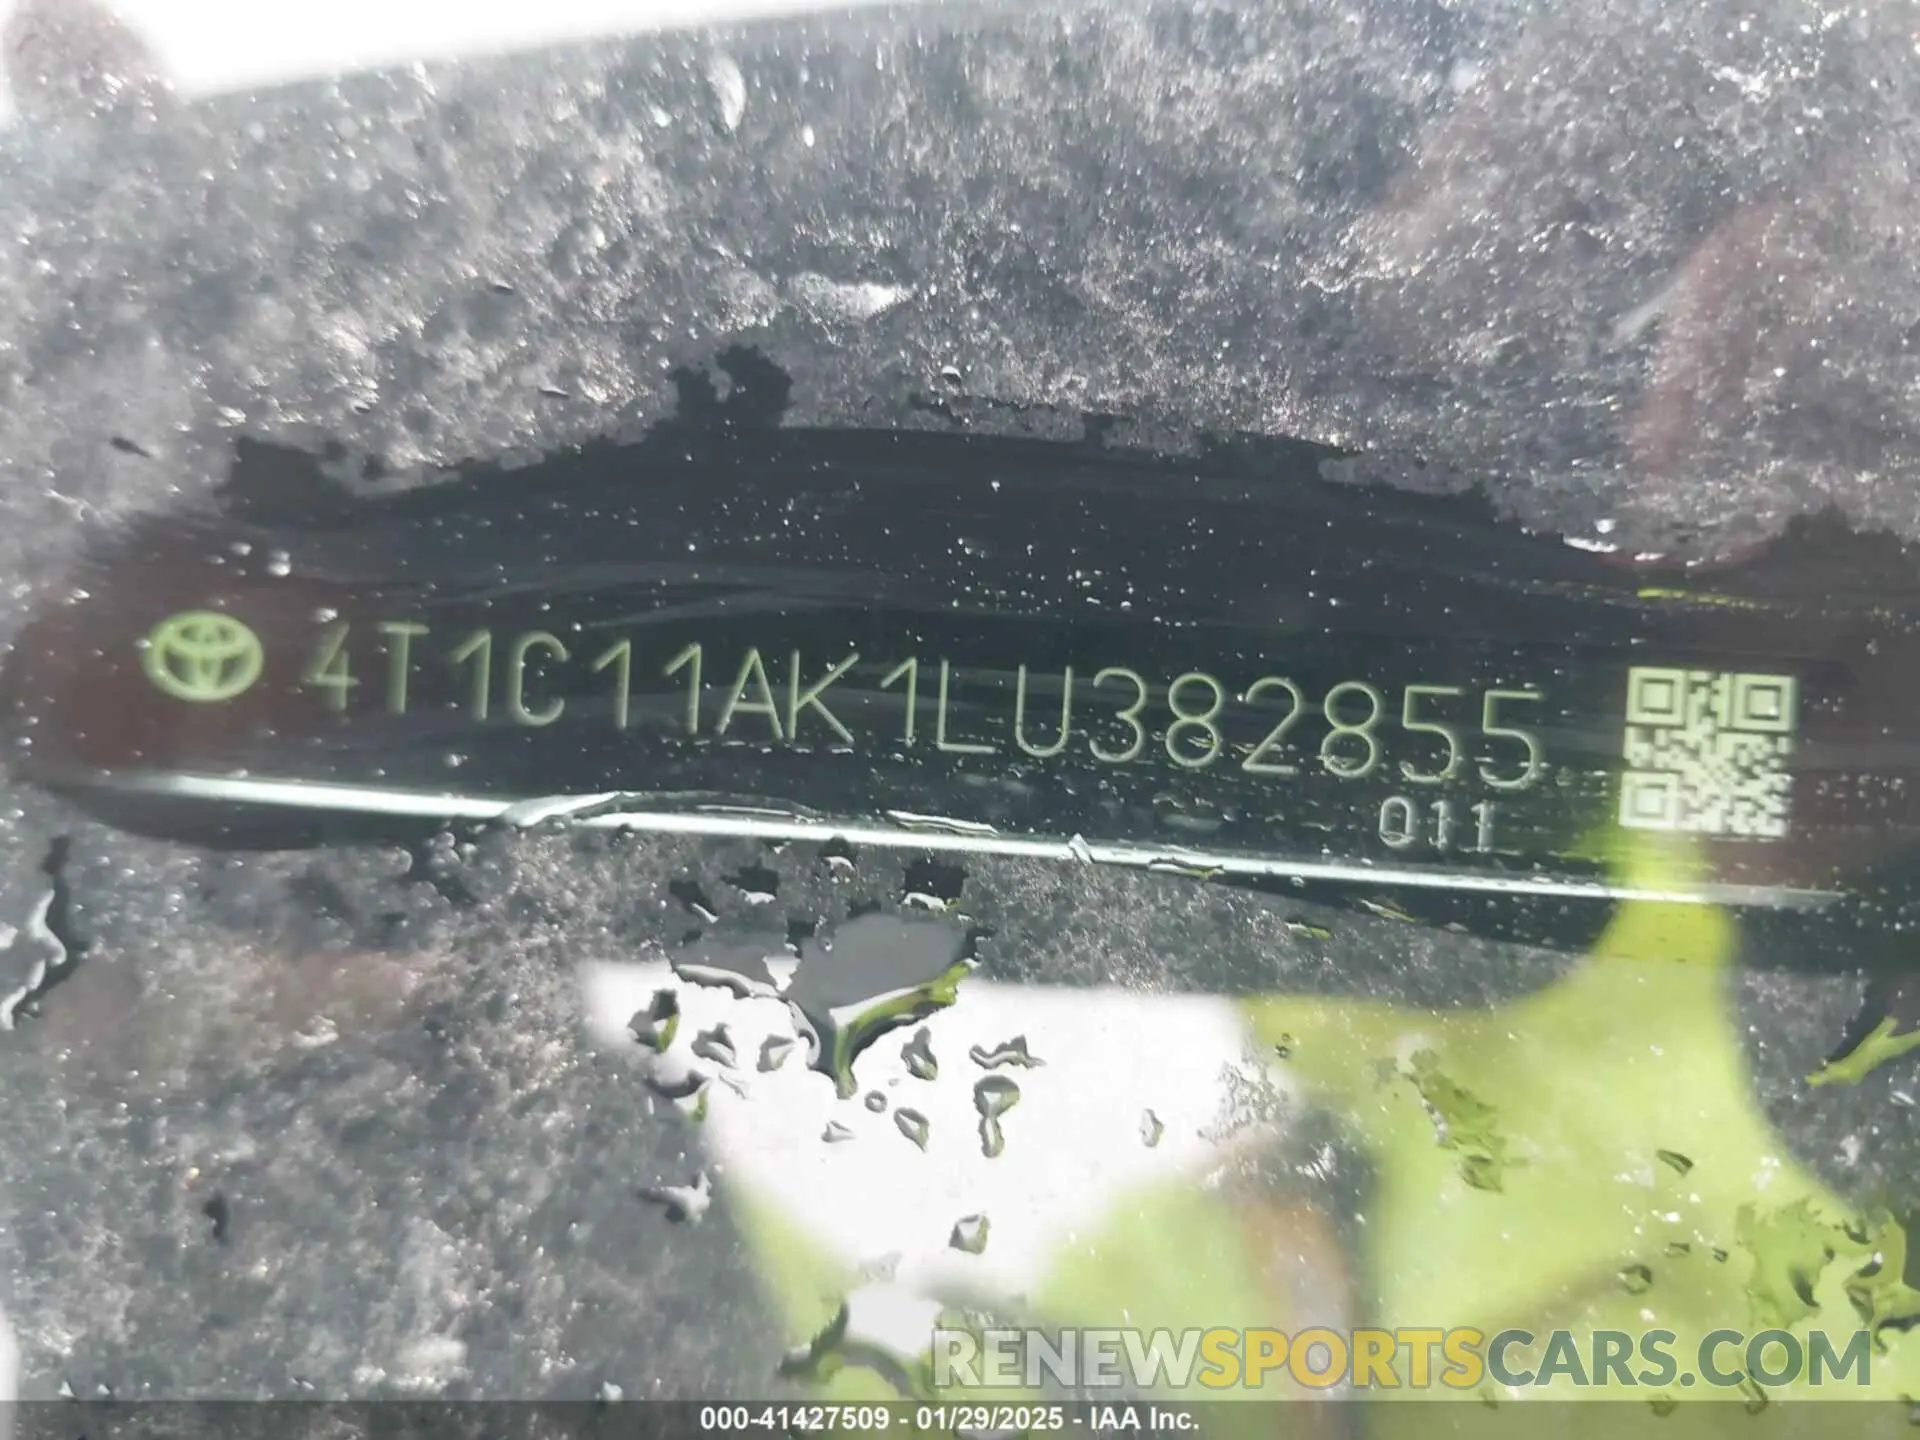 4T1C11AK1LU382855
011
RENEWSPORTSCARS.COM
000-41427509 - 01/29/2025 - IAA Inc.